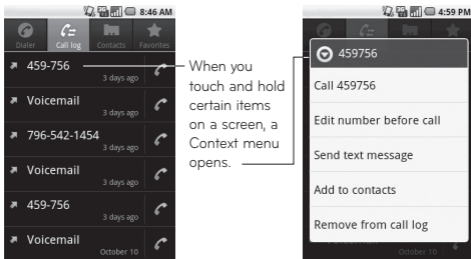 8:46 AM
Dialer
Call log
Contacts
Favorites
459-756
3 days ago
Voicemail
3 days ago
796-542-1454
3 days ago
Voicemail
3 days ago
459-756
3 days ago
Voicemail
October 10
When you
touch and hold
certain items
on a screen, a
Context menu
opens.
4:59 PM
459756
Call 459756
Edit number before call
Send text message
Add to contacts
Remove from call log
October 10